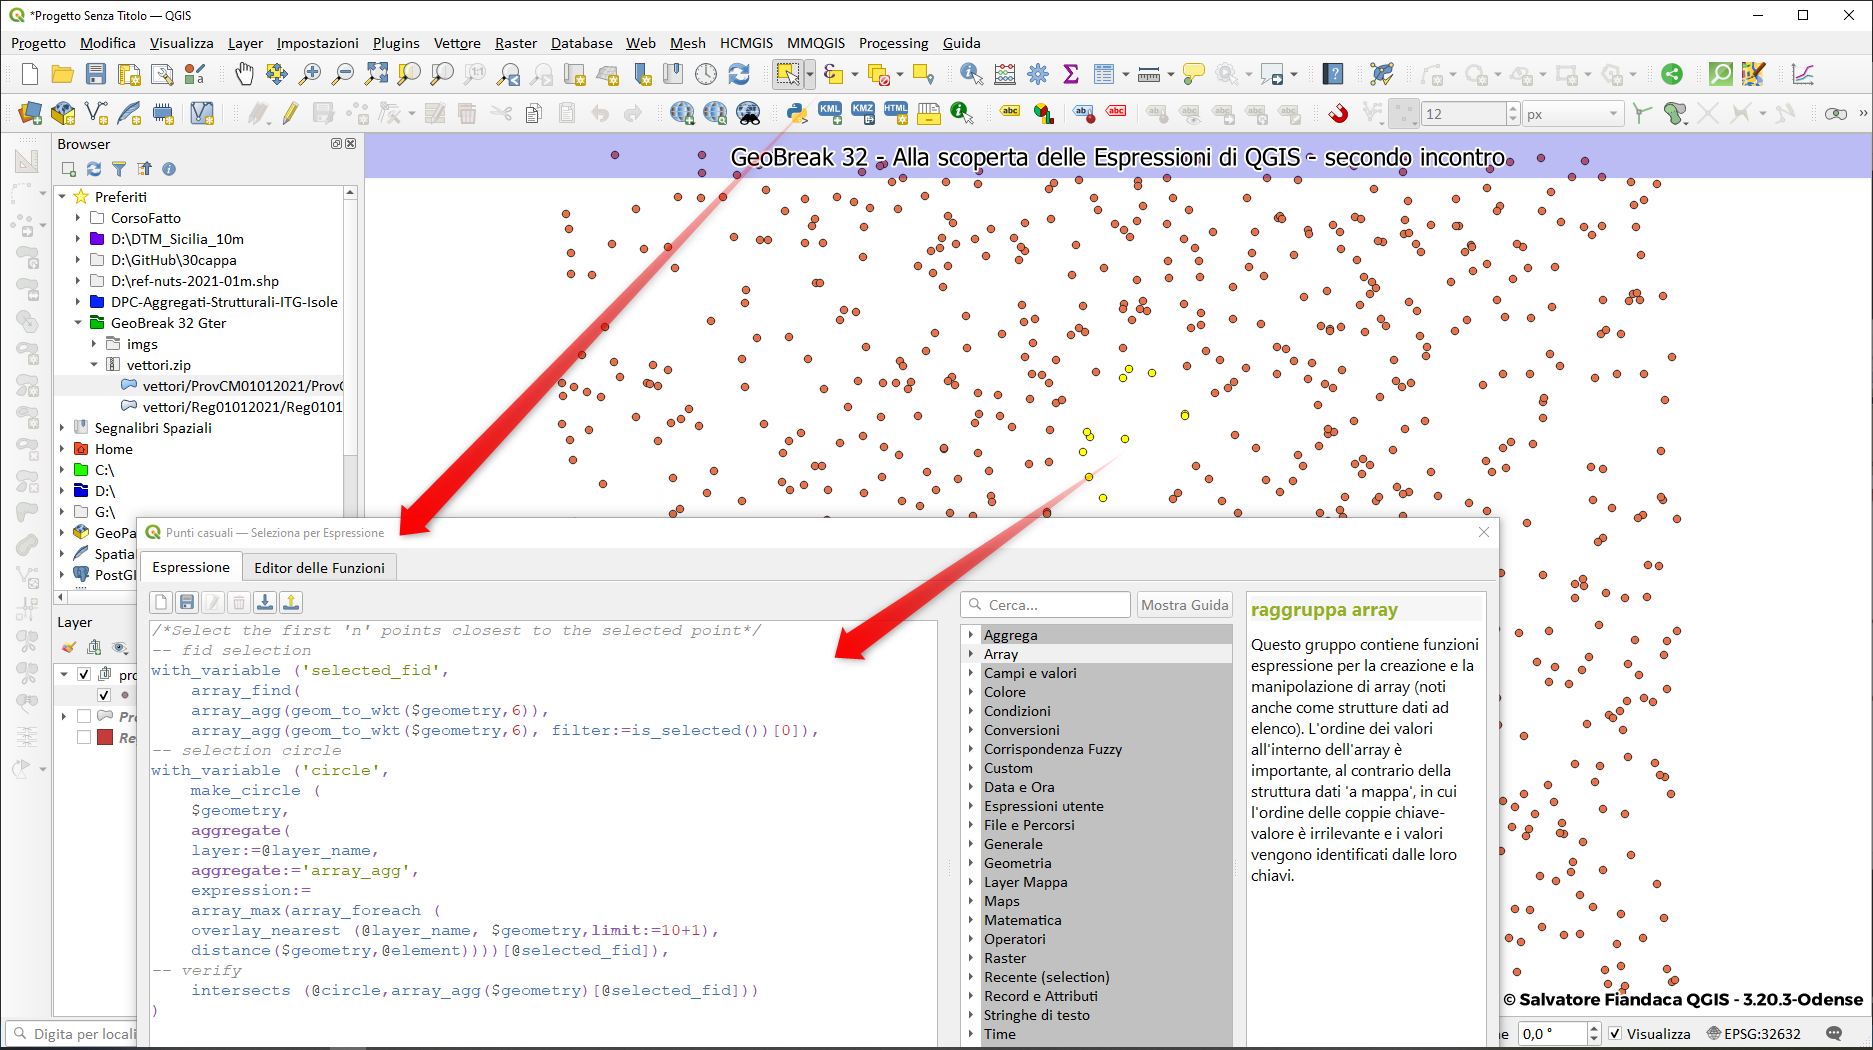 *Progetto Senza Titolo — QGIS
Progetto Modifica Visualizza Layer Impostazioni Plugins Vettore Raster Database Web Mesh HCMGIS MMQGIS Processing Guida
KML KMZ HTML abc abc abc 12 px
Browser
GeoBreak 32 - Alla scoperta delle Espressioni di QGIS - secondo incontro
Preferiti
CorsoFatto
D:\DTM_Sicilia_10m
D:\GitHub\30cappa
D:\ref-nuts-2021-01m.shp
DPC-Aggregati-Strutturali-ITG-Isole
GeoBreak 32 Gter
imgs
vettori.zip
vettori/ProvCM01012021/Prov
vettori/Reg01012021/Reg0101
Segnalibri Spaziali
Home
C:\
D:\
G:\
GeoPa
Spatia
PostGI
Layer
pro
Pr
Re
Digita per locali
Punti casuali — Seleziona per Espressione
Espressione Editor delle Funzioni
/*Select the first 'n' points closest to the selected point*/
-- fid selection
with_variable ('selected_fid',
array_find(
array_agg(geom_to_wkt($geometry,6)),
array_agg(geom_to_wkt($geometry,6), filter:=is_selected())[0]),
-- selection circle
with_variable ('circle',
make_circle (
$geometry,
aggregate(
layer:=@layer_name,
aggregate:='array_agg',
expression:=
array_max(array_foreach (
overlay_nearest (@layer_name, $geometry,limit:=10+1),
distance($geometry,@element))))[@selected_fid]),
-- verify
intersects (@circle,array_agg($geometry)[@selected_fid]))
)
Cerca... Mostra Guida
Aggrega
Array
Campi e valori
Colore
Condizioni
Conversioni
Corrispondenza Fuzzy
Custom
Data e Ora
Espressioni utente
File e Percorsi
Generale
Geometria
Layer Mappa
Maps
Matematica
Operatori
Raster
Recente (selection)
Record e Attributi
Stringhe di testo
Time
raggruppa array
Questo gruppo contiene funzioni
espressione per la creazione e la
manipolazione di array (noti
anche come strutture dati ad
elenco). L'ordine dei valori
all'interno dell'array è
importante, al contrario della
struttura dati 'a mappa', in cui
l'ordine delle coppie chiave-
valore è irrilevante e i valori
vengono identificati dalle loro
chiavi.
© Salvatore Fiandaca QGIS - 3.20.3-Odense
ne 0,0 ° Visualizza EPSG:32632